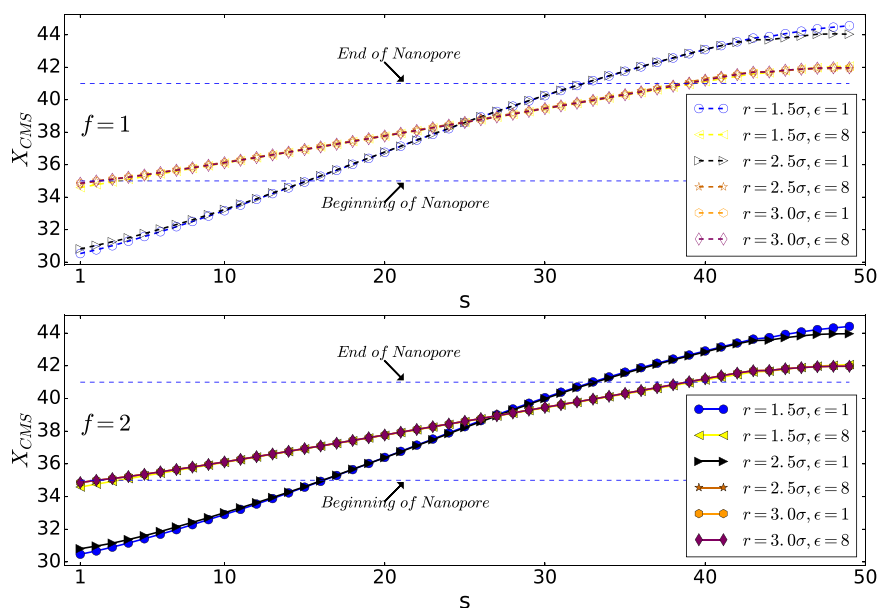 44
42
40
38
36
34
32
30
X_{CMS}
End of Nanopore
f = 1
Beginning of Nanopore
r = 1.5σ, ϵ = 1
r = 1.5σ, ϵ = 8
r = 2.5σ, ϵ = 1
r = 2.5σ, ϵ = 8
r = 3.0σ, ϵ = 1
r = 3.0σ, ϵ = 8
1 10 20 30 40 50
s
44
42
40
38
36
34
32
30
X_{CMS}
End of Nanopore
f = 2
Beginning of Nanopore
r = 1.5σ, ϵ = 1
r = 1.5σ, ϵ = 8
r = 2.5σ, ϵ = 1
r = 2.5σ, ϵ = 8
r = 3.0σ, ϵ = 1
r = 3.0σ, ϵ = 8
1 10 20 30 40 50
s